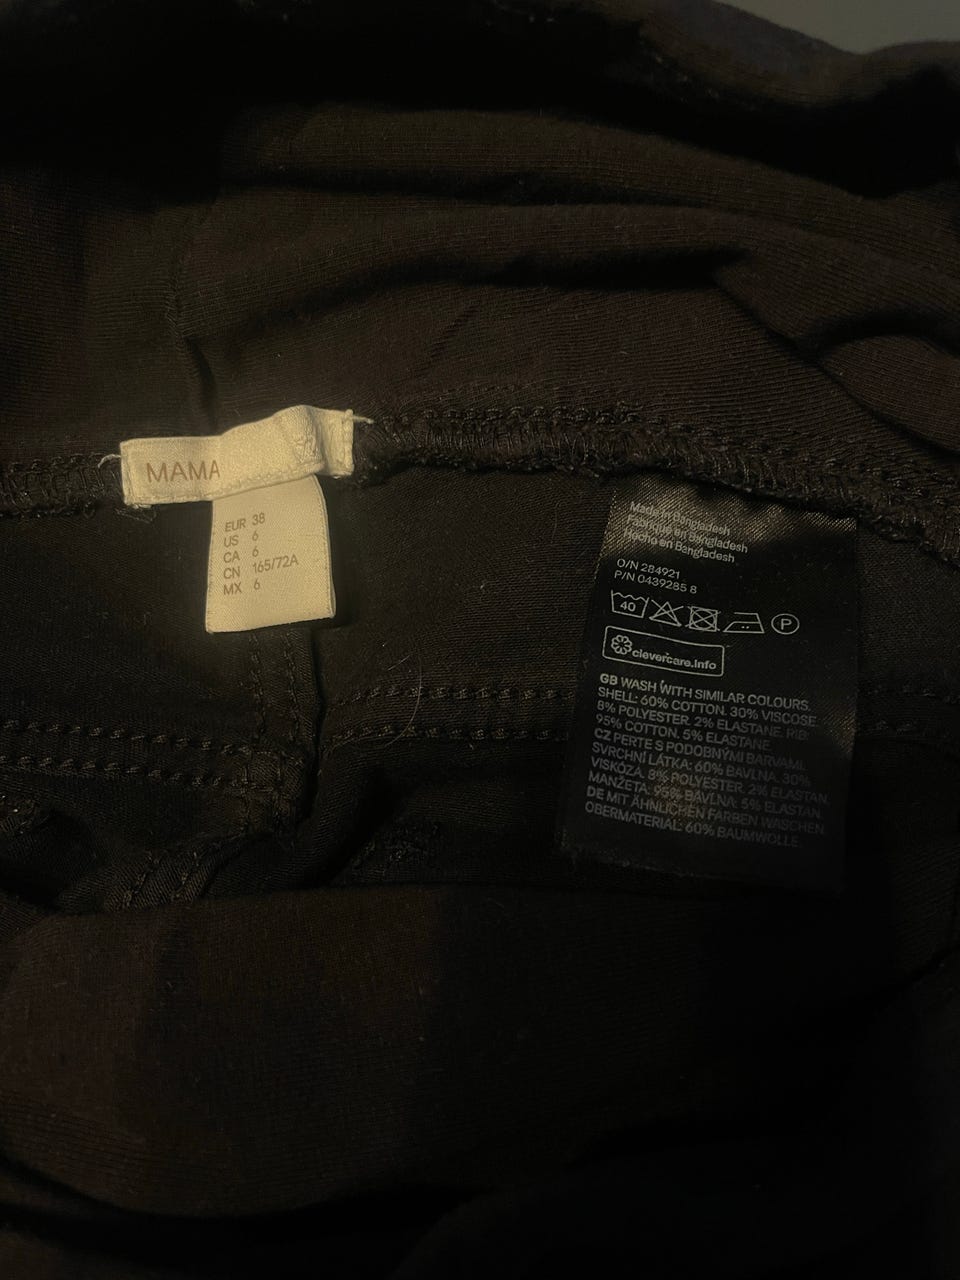 MAMA
EUR 38
US 6
CA 6
CN 165/72A
MX 6
Made in Bangladesh
Fabriqué en Bangladesh
Hecho en Bangladesh
O/N 284921
P/N 0439285 8
40
P
clevercare.info
GB WASH WITH SIMILAR COLOURS.
SHELL: 60% COTTON. 30% VISCOSE.
8% POLYESTER. 2% ELASTANE. RIB:
95% COTTON. 5% ELASTANE.
CZ PERTE S PODOBNÝMI BARVAMI.
SVRCHNÍ LÁTKA: 60% BAVLNA. 30%
VISKÓZA. 8% POLYESTER. 2% ELASTAN.
MANŽETA: 95% BAVLNA: 5% ELASTAN.
DE MIT ÄHNLICHEN FARBEN WASCHEN.
OBERMATERIAL: 60% BAUMWOLLE.